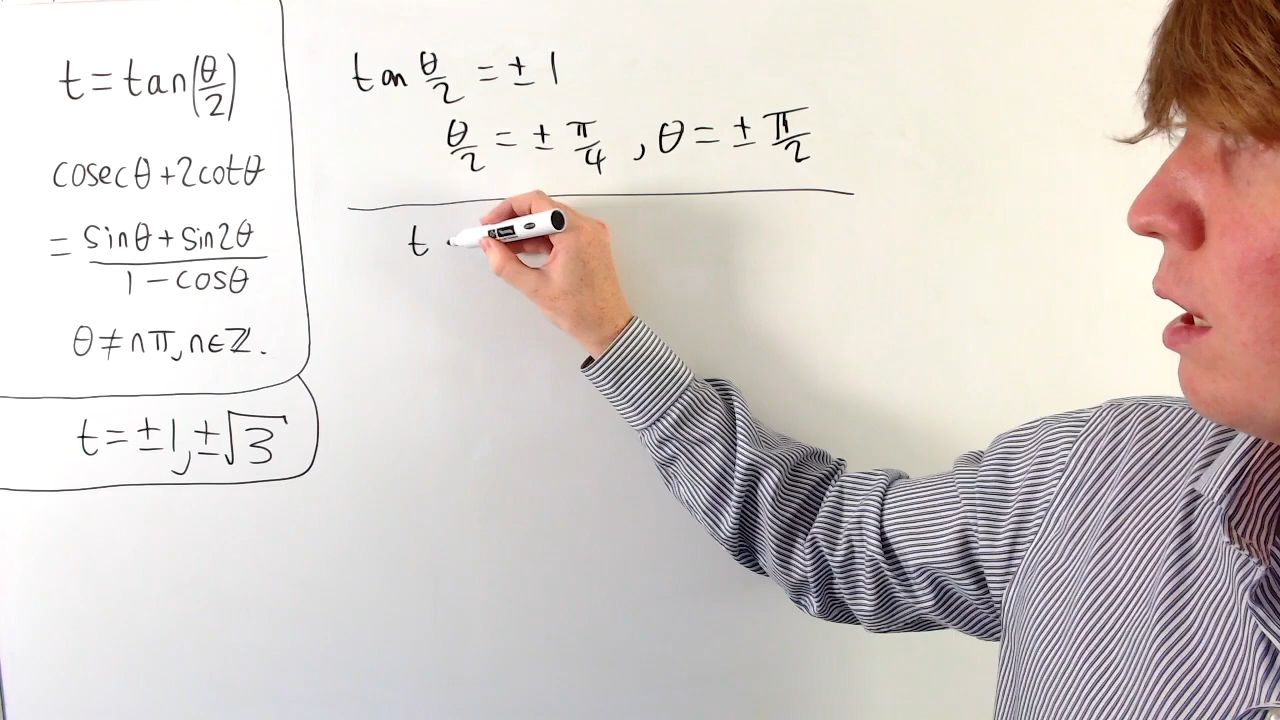 t = tan(θ/2)
cosecθ + 2cotθ
= (sinθ + sin2θ)/(1 - cosθ)
θ ≠ nπ, n∈ℤ.
t = ±1, ±√3
tan θ/2 = ± 1
θ/2 = ± π/4 , θ = ± π/2
t